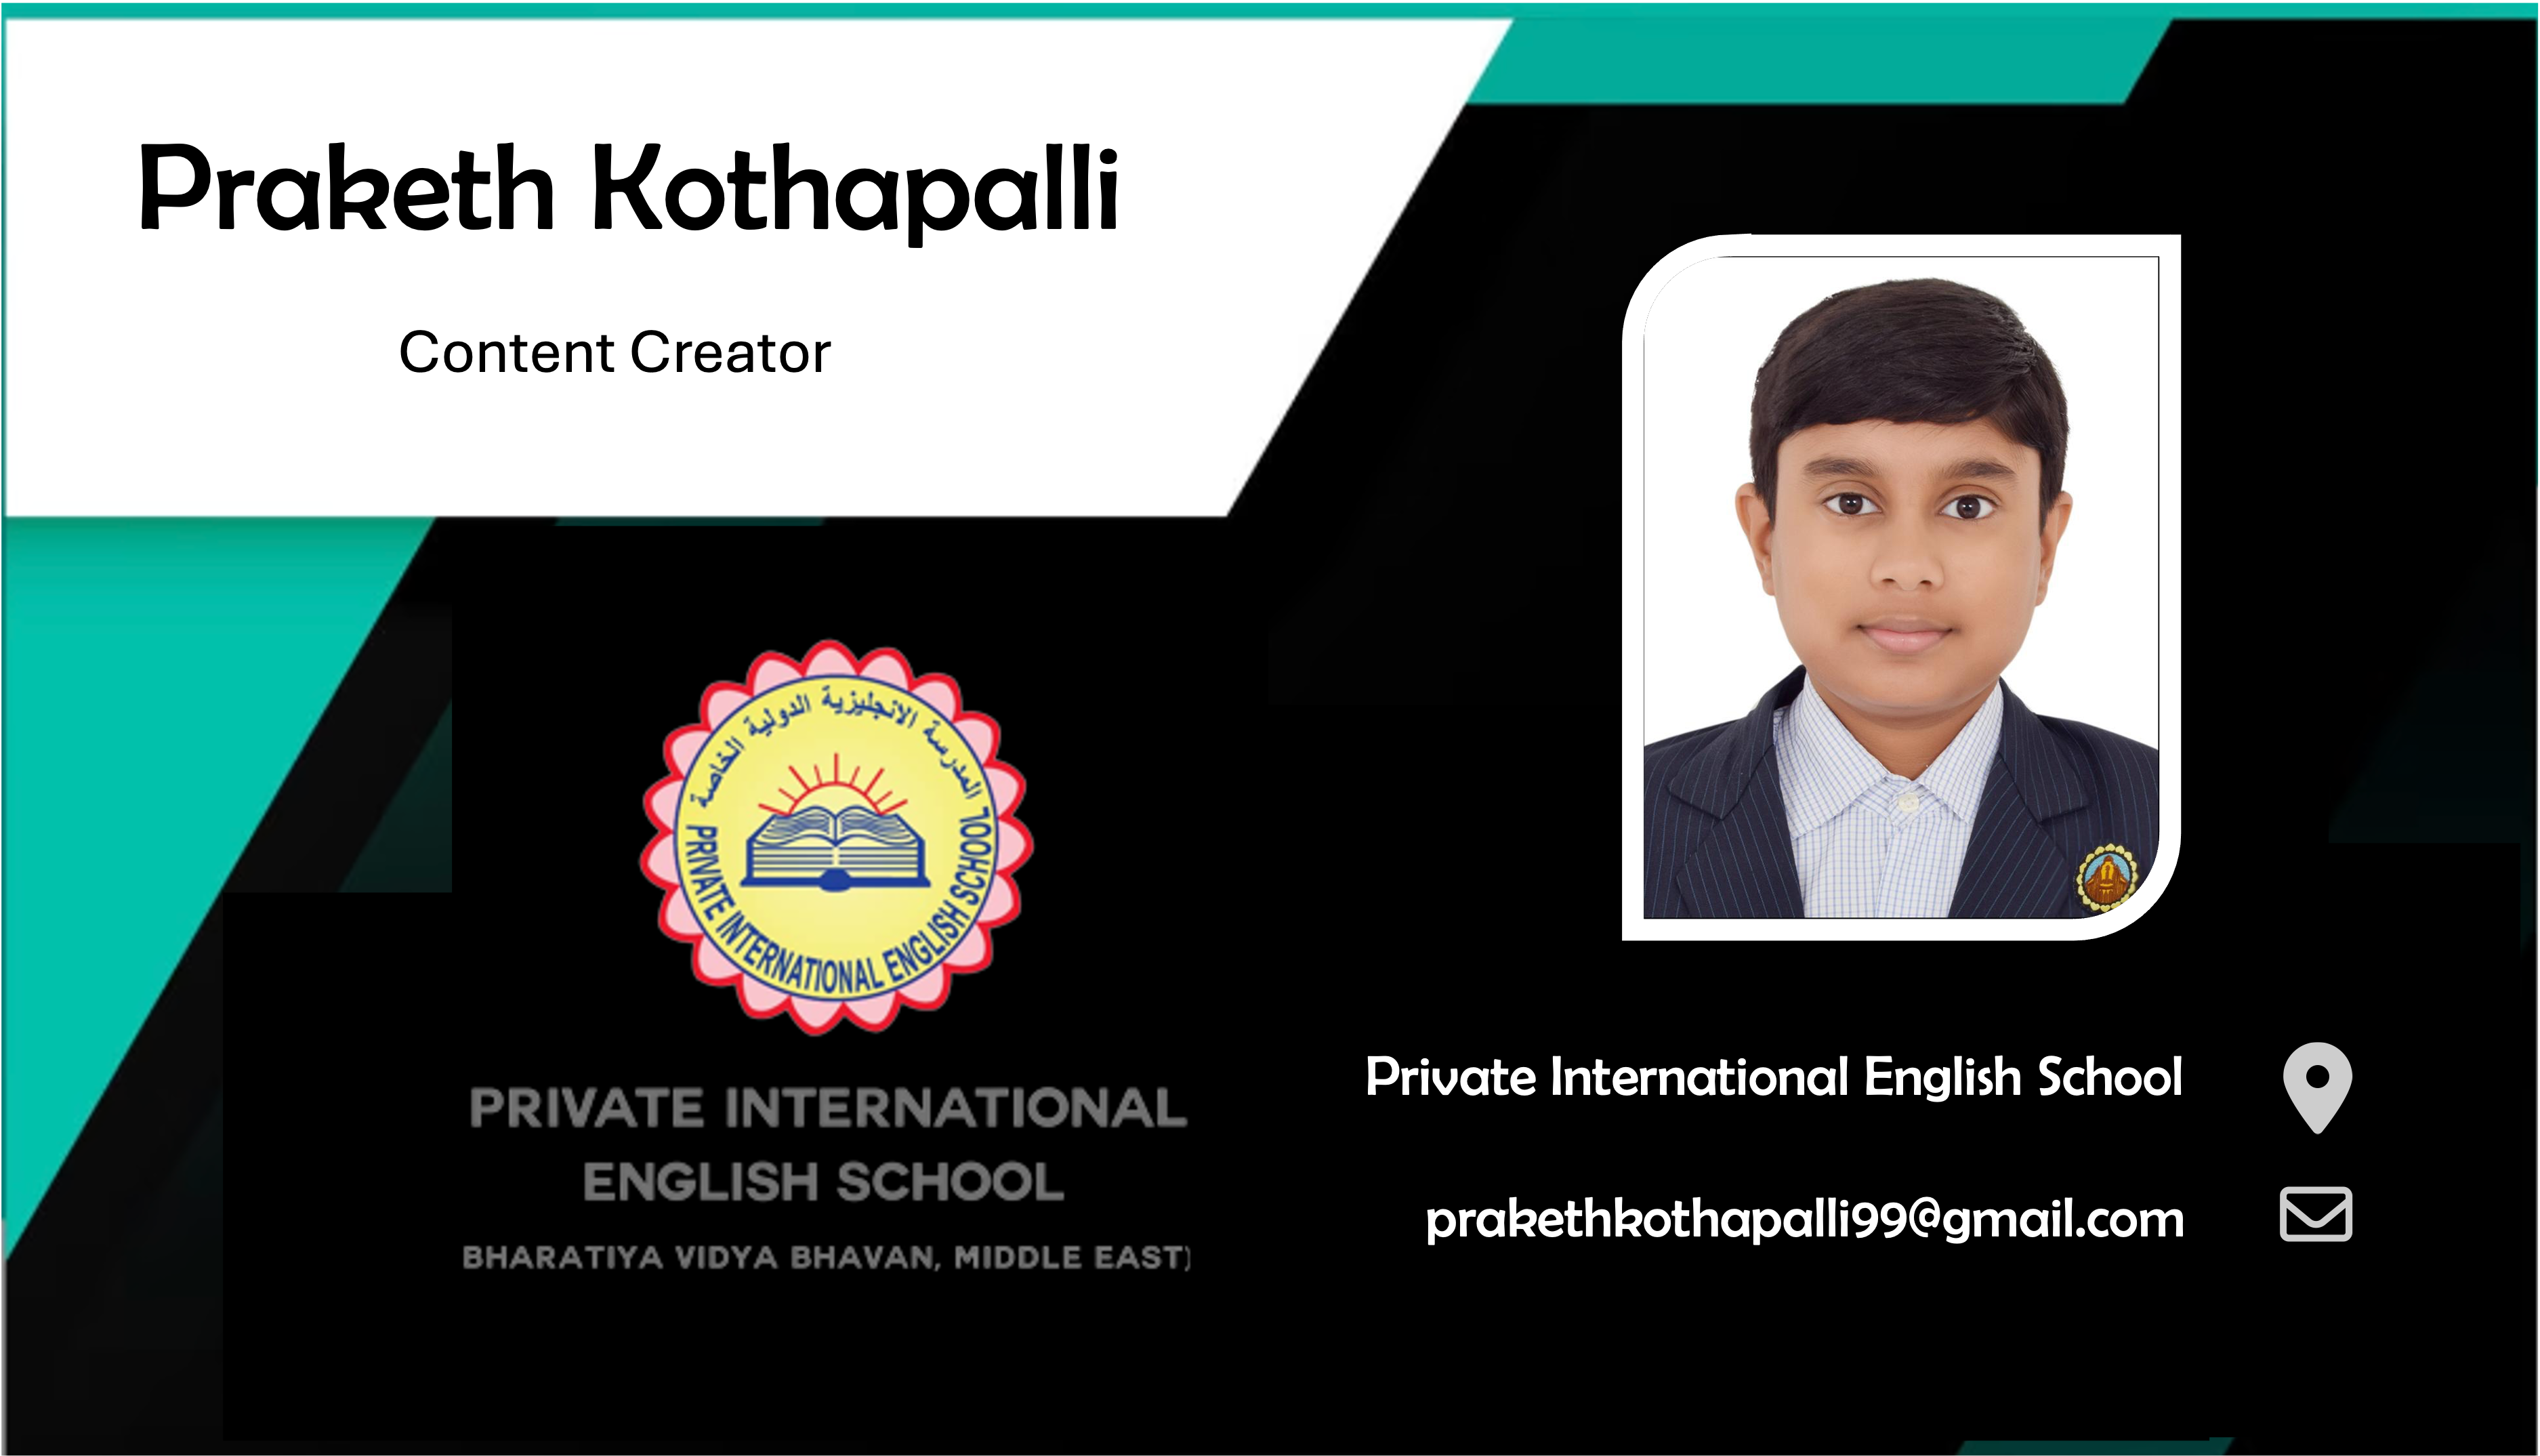 Praketh Kothapalli
Content Creator
المدرسة الانجليزية الدولية الخاصة
PRIVATE INTERNATIONAL ENGLISH SCHOOL
PRIVATE INTERNATIONAL
ENGLISH SCHOOL
BHARATIYA VIDYA BHAVAN, MIDDLE EAST)
Private International English School
prakethkothapalli99@gmail.com